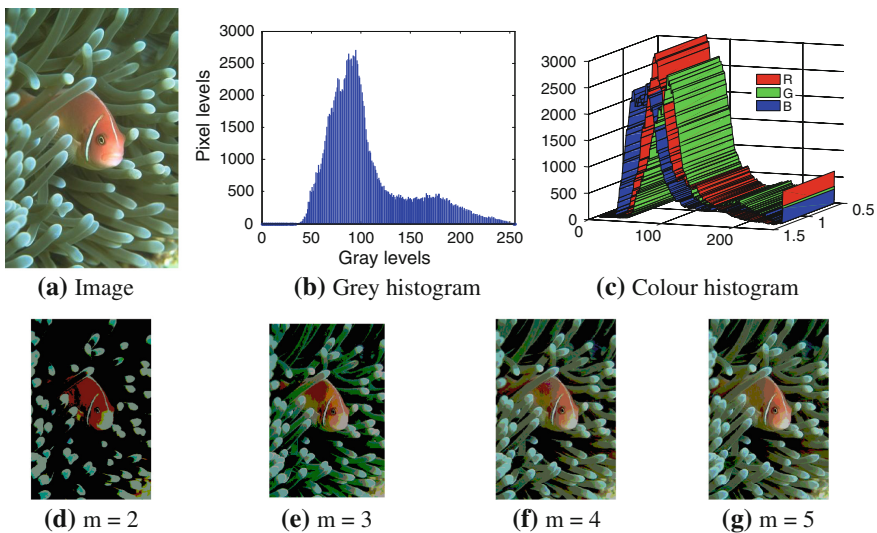 3000
2500
2000
1500
1000
500
0
Pixel levels
0 50 100 150 200 250
Gray levels
3000
2500
2000
1500
1000
500
0
0 100 200
1.5 1 0.5
R
G
B
(a) Image
(b) Grey histogram
(c) Colour histogram
(d) m = 2
(e) m = 3
(f) m = 4
(g) m = 5